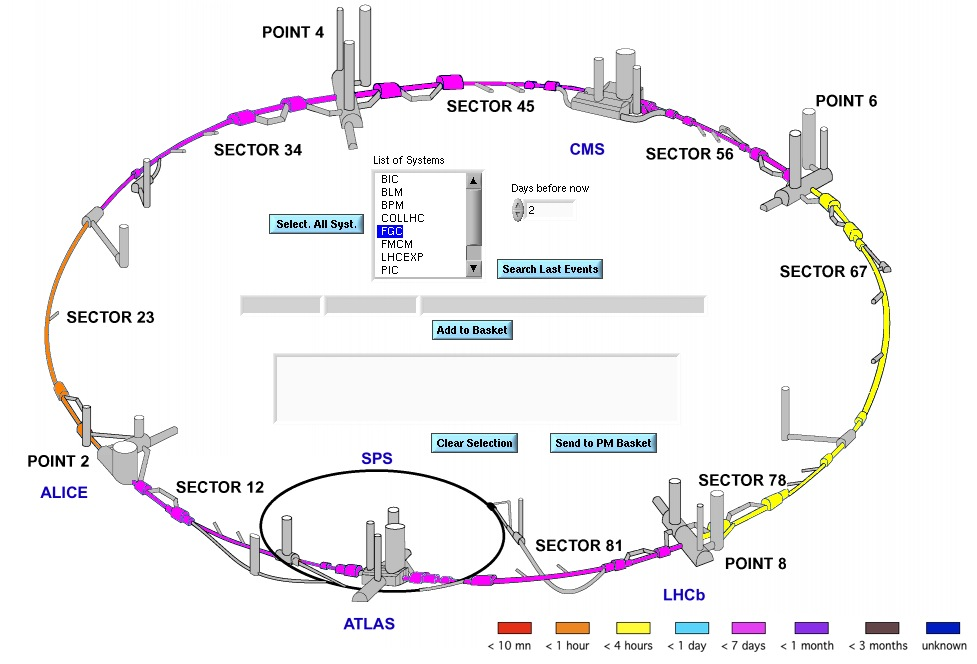 POINT 4
SECTOR 45
POINT 6
SECTOR 34
CMS
SECTOR 56
List of Systems
BIC
BLM
BPM
COLLHC
FGC
FMCM
LHCEXP
PIC
Days before now
2
Select. All Syst.
Search Last Events
SECTOR 67
SECTOR 23
Add to Basket
Clear Selection
Send to PM Basket
POINT 2
ALICE
SPS
SECTOR 12
SECTOR 78
SECTOR 81
POINT 8
LHCb
ATLAS
< 10 mn
< 1 hour
< 4 hours
< 1 day
< 7 days
< 1 month
< 3 months
unknown